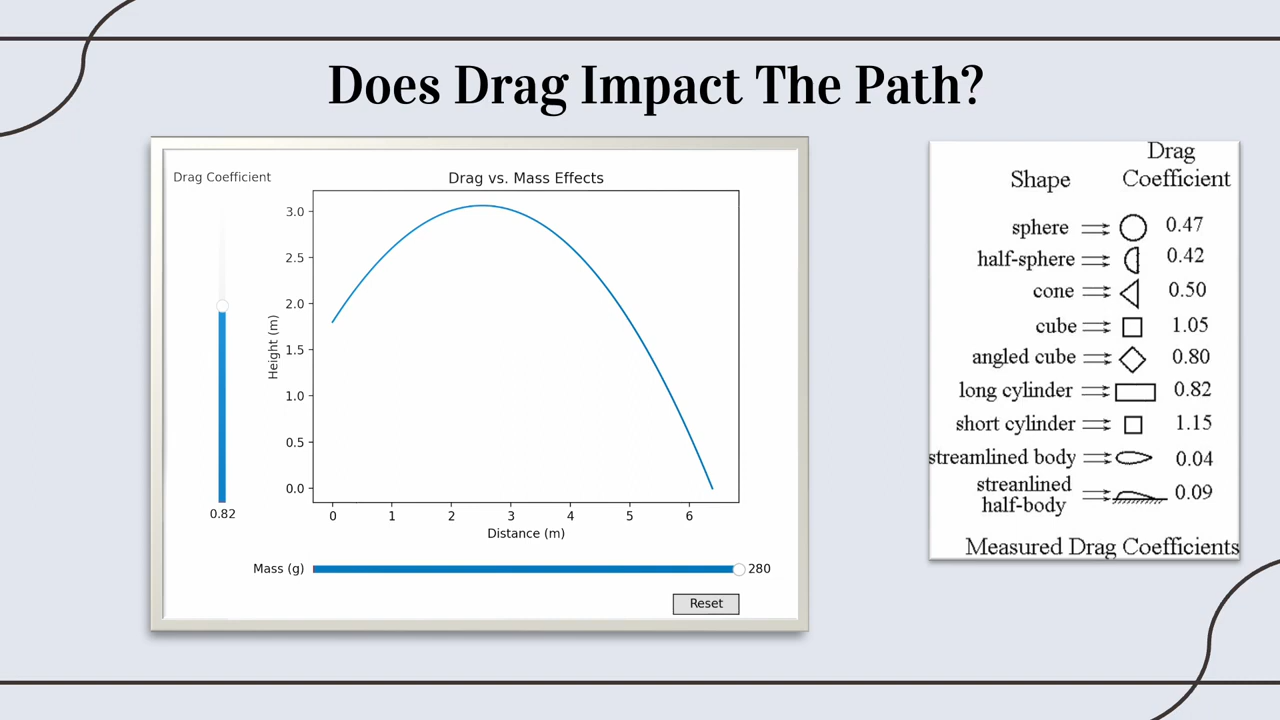 Does Drag Impact The Path?
Drag Coefficient
0.82
Drag vs. Mass Effects
3.0
2.5
2.0
1.5
1.0
0.5
0.0
Height (m)
0 1 2 3 4 5 6
Distance (m)
Mass (g) 280
Reset
Drag
Shape Coefficient
sphere 0.47
half-sphere 0.42
cone 0.50
cube 1.05
angled cube 0.80
long cylinder 0.82
short cylinder 1.15
streamlined body 0.04
streanlined
half-body 0.09
Measured Drag Coefficients